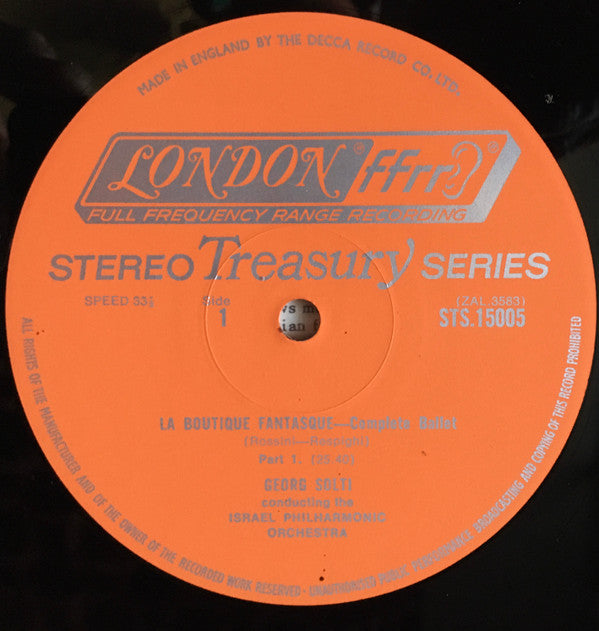 MADE IN ENGLAND BY THE DECCA RECORD CO, LTD.
LONDON ® ffrr ®
FULL FREQUENCY RANGE RECORDING
STEREO Treasury SERIES
SPEED 33⅓
Side
1
(ZAL.3583)
STS.15005
LA BOUTIQUE FANTASQUE—Complete Ballet
(Rossini—Respighi)
Part 1.
GEORG SOLTI
conducting the
ISRAEL PHILHARMONIC
ORCHESTRA
ALL RIGHTS OF THE MANUFACTURER AND OF THE OWNER OF THE RECORDED WORK RESERVED · UNAUTHORISED PUBLIC PERFORMANCE, BROADCASTING AND COPYING OF THIS RECORD PROHIBITED